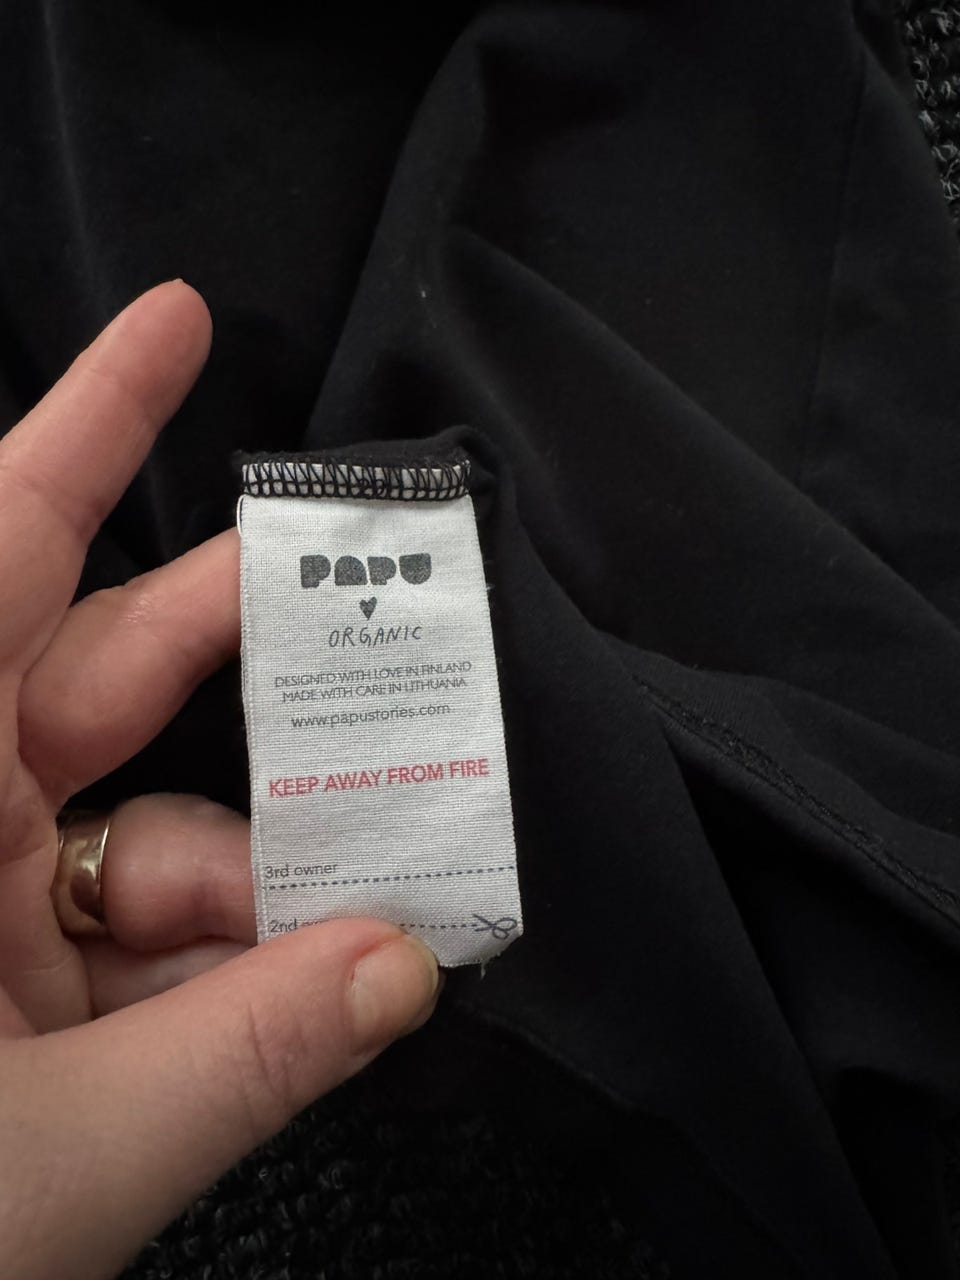 PAPU
ORGANIC
DESIGNED WITH LOVE IN FINLAND
MADE WITH CARE IN LITHUANIA
www.papustories.com
KEEP AWAY FROM FIRE
3rd owner
2nd